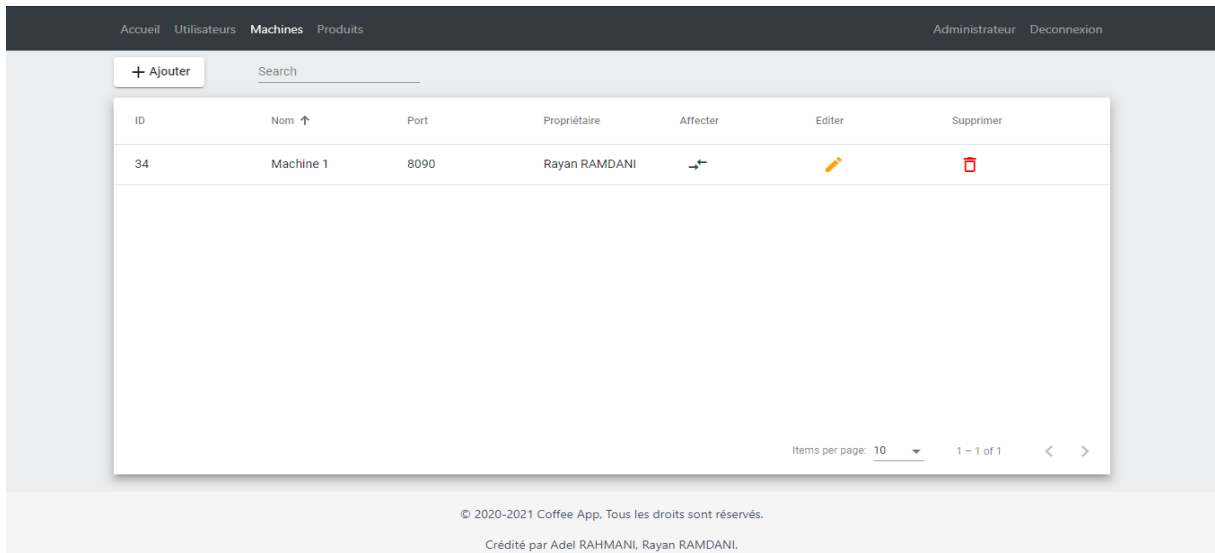 Accueil Utilisateurs Machines Produits Administrateur Deconnexion
+ Ajouter Search
ID Nom ↑ Port Propriétaire Affecter Editer Supprimer
34 Machine 1 8090 Rayan RAMDANI
Items per page: 10 1 – 1 of 1
© 2020-2021 Coffee App, Tous les droits sont réservés.
Crédité par Adel RAHMANI, Rayan RAMDANI.